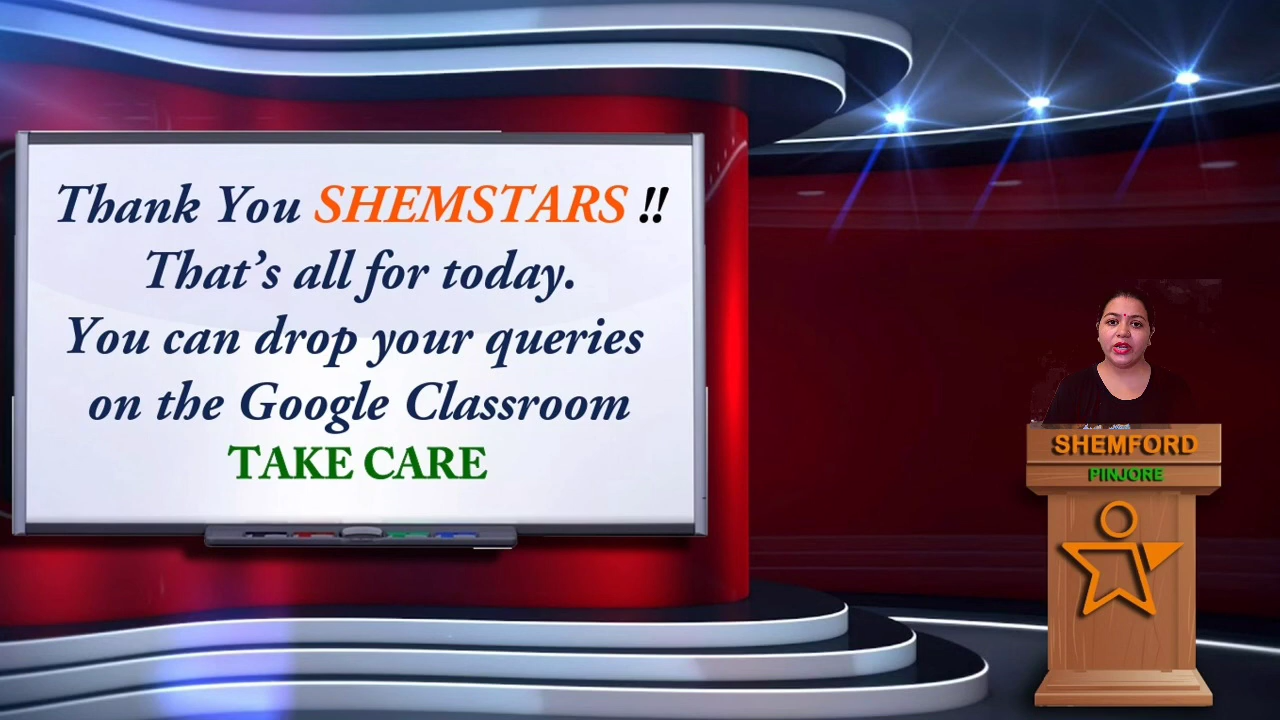 Thank You SHEMSTARS !!
That's all for today.
You can drop your queries
on the Google Classroom
TAKE CARE
SHEMFORD
PINJORE